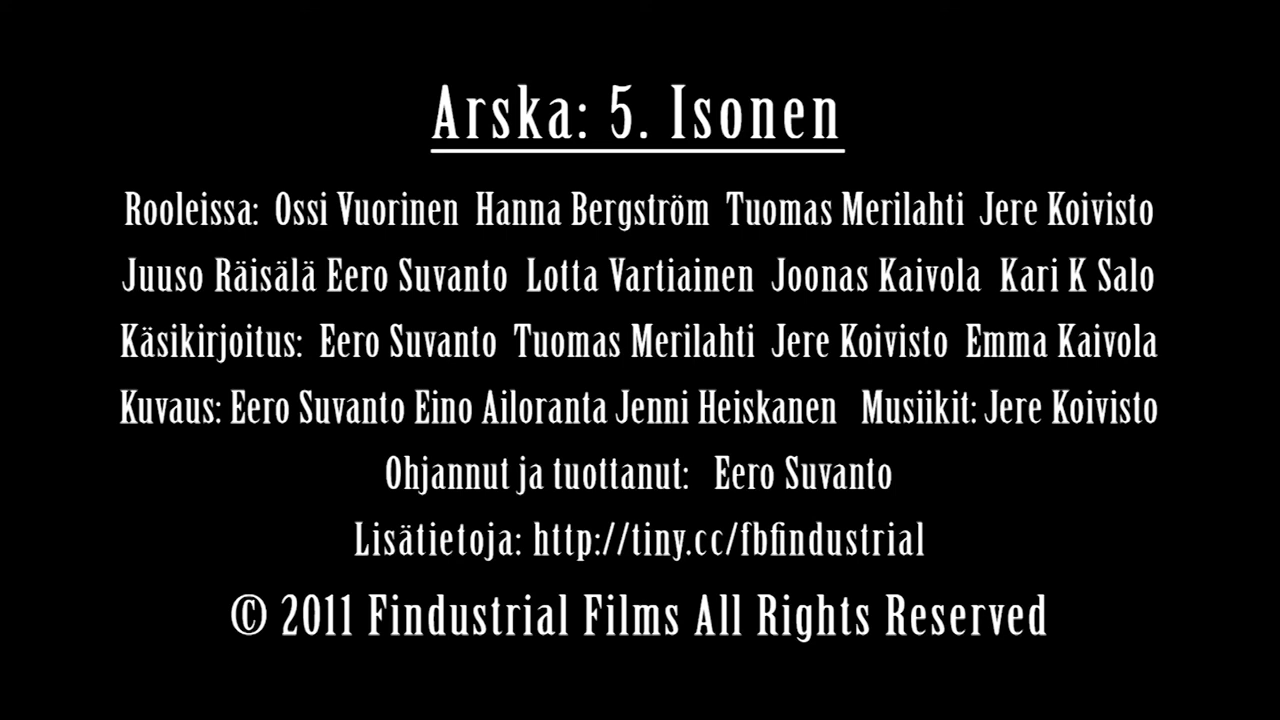 Arska: 5. Isonen
Rooleissa: Ossi Vuorinen Hanna Bergström Tuomas Merilahti Jere Koivisto
Juuso Räisälä Eero Suvanto Lotta Vartiainen Joonas Kaivola Kari K Salo
Käsikirjoitus: Eero Suvanto Tuomas Merilahti Jere Koivisto Emma Kaivola
Kuvaus: Eero Suvanto Eino Ailoranta Jenni Heiskanen Musiikit: Jere Koivisto
Ohjannut ja tuottanut: Eero Suvanto
Lisätietoja: http://tiny.cc/fbfindustrial
© 2011 Findustrial Films All Rights Reserved